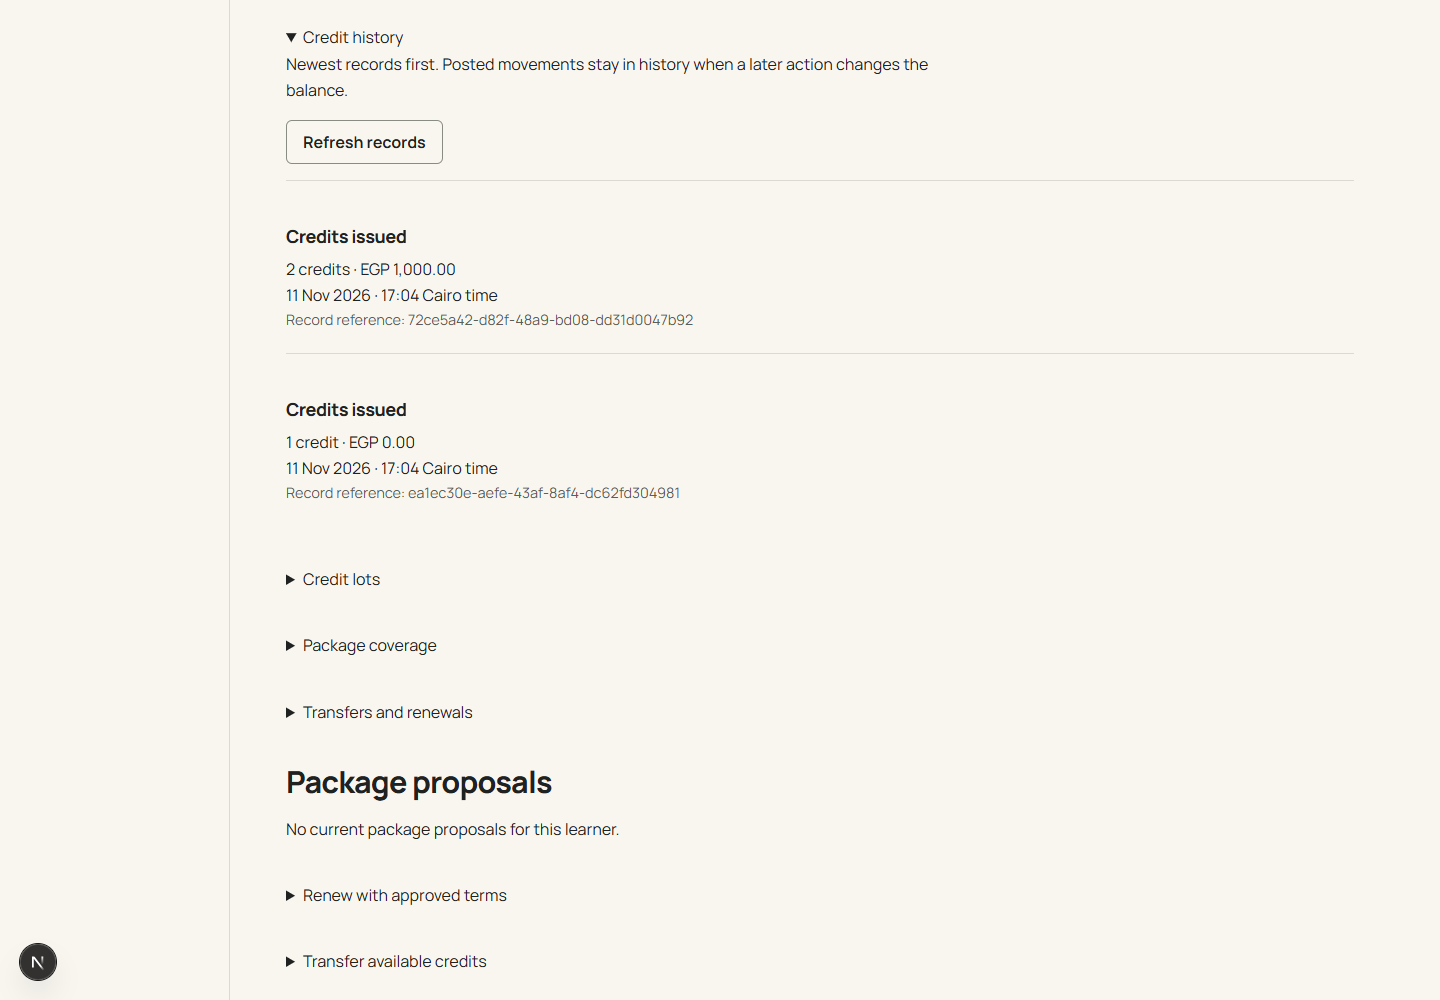 Credit history
Newest records first. Posted movements stay in history when a later action changes the
balance.
Refresh records
Credits issued
2 credits · EGP 1,000.00
11 Nov 2026 · 17:04 Cairo time
Record reference: 72ce5a42-d82f-48a9-bd08-dd31d0047b92
Credits issued
1 credit · EGP 0.00
11 Nov 2026 · 17:04 Cairo time
Record reference: ea1ec30e-aefe-43af-8af4-dc62fd304981
Credit lots
Package coverage
Transfers and renewals
Package proposals
No current package proposals for this learner.
Renew with approved terms
N
Transfer available credits